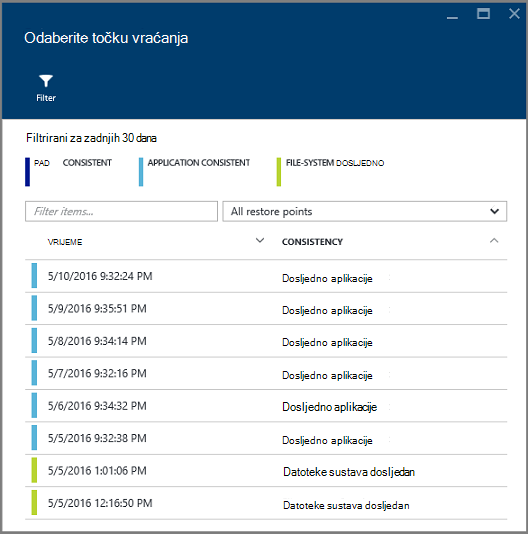 Odaberite točku vraćanja
Filter
Filtrirani za zadnjih 30 dana
PAD CONSISTENT APPLICATION CONSISTENT FILE-SYSTEM DOSLJEDNO
Filter items... All restore points
VRIJEME CONSISTENCY
5/10/2016 9:32:24 PM Dosljedno aplikacije
5/9/2016 9:35:51 PM Dosljedno aplikacije
5/8/2016 9:34:14 PM Dosljedno aplikacije
5/7/2016 9:32:16 PM Dosljedno aplikacije
5/6/2016 9:34:32 PM Dosljedno aplikacije
5/5/2016 9:32:38 PM Dosljedno aplikacije
5/5/2016 1:01:06 PM Datoteke sustava dosljedan
5/5/2016 12:16:50 PM Datoteke sustava dosljedan